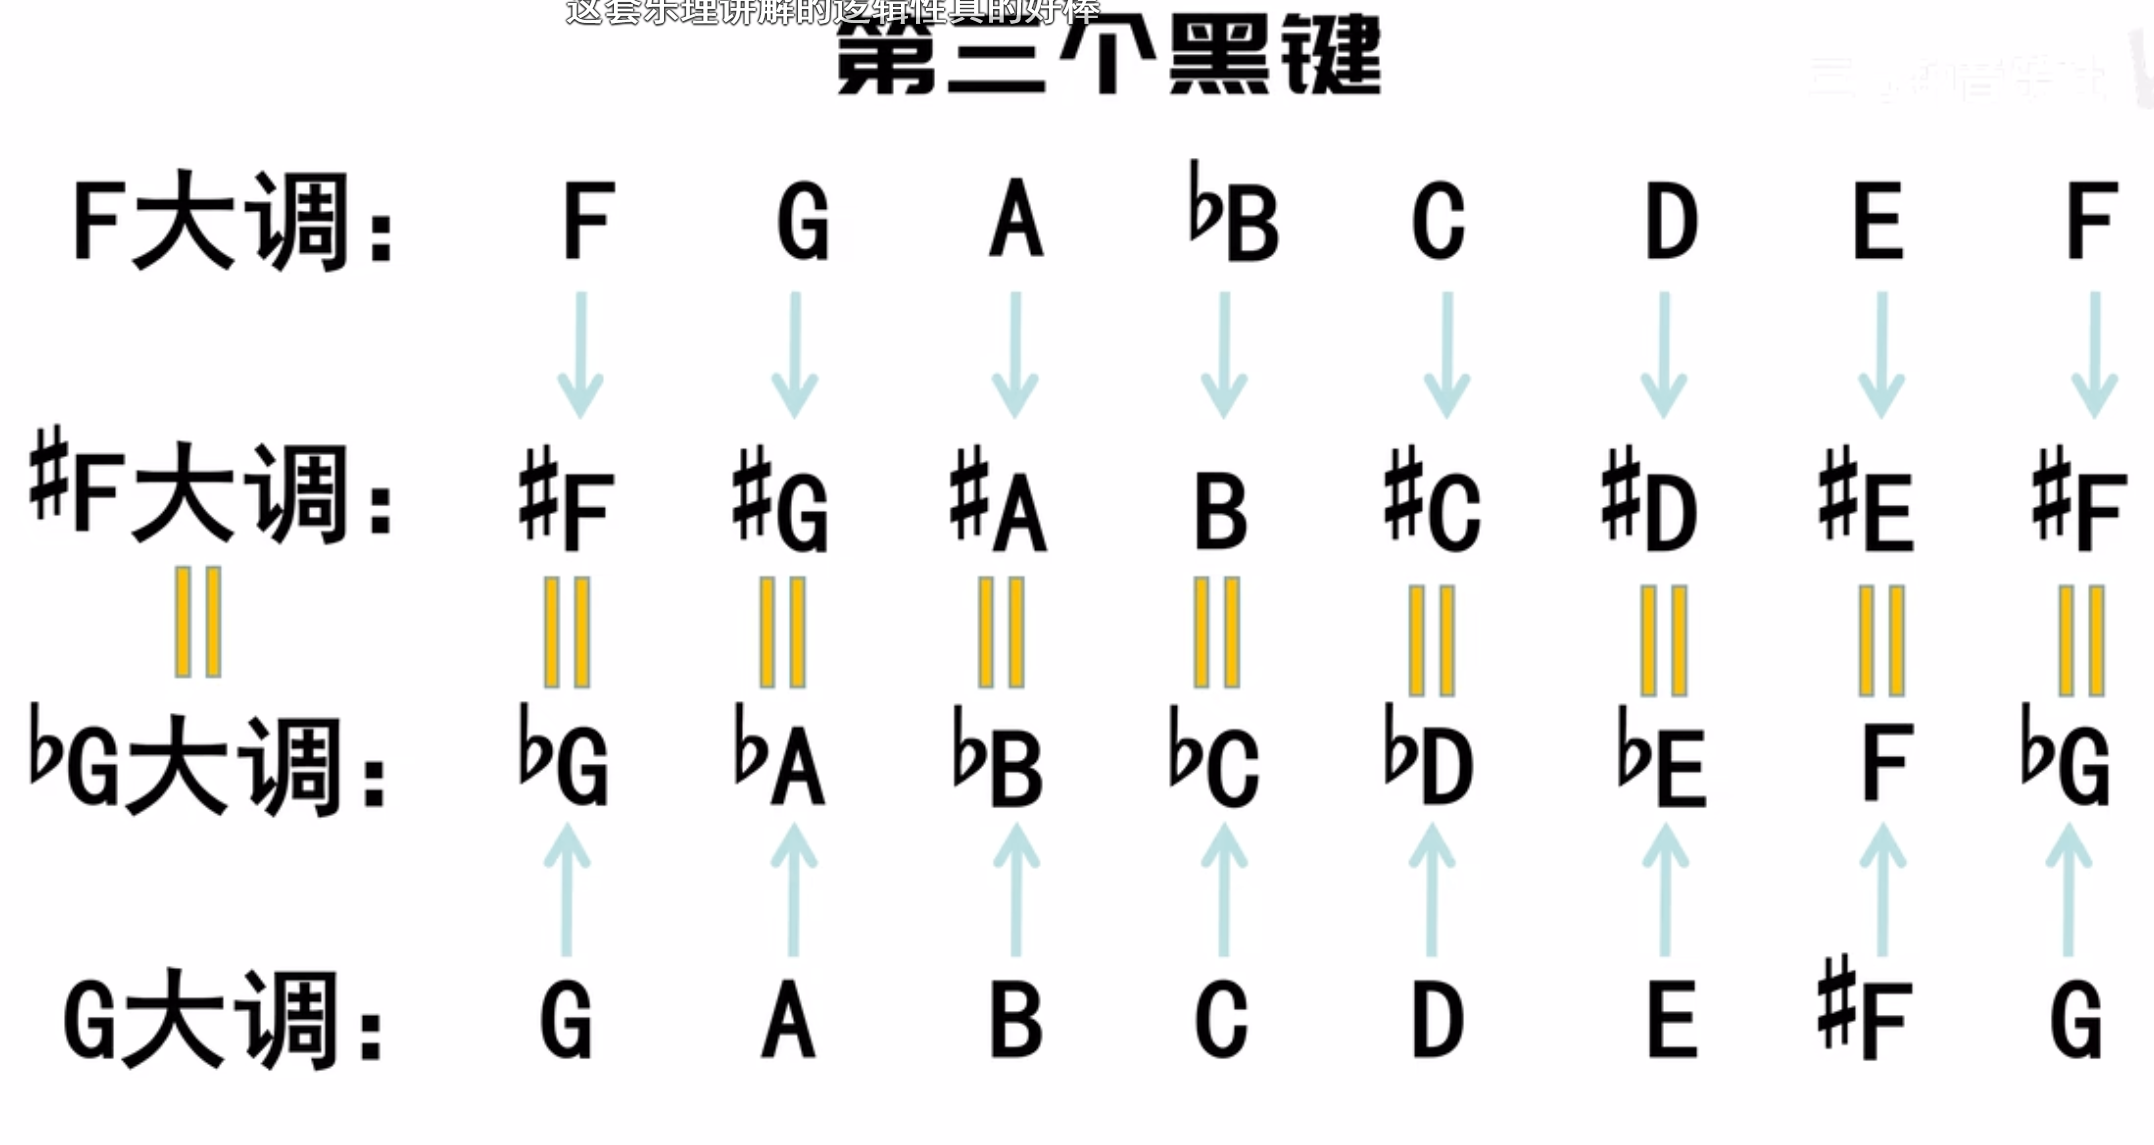 这套乐理讲解的逻辑性真的好棒
第三个黑键
F大调: F G A ♭B C D E F
♯F大调: ♯F ♯G ♯A B ♯C ♯D ♯E ♯F
♭G大调: ♭G ♭A ♭B ♭C ♭D ♭E F ♭G
G大调: G A B C D E ♯F G